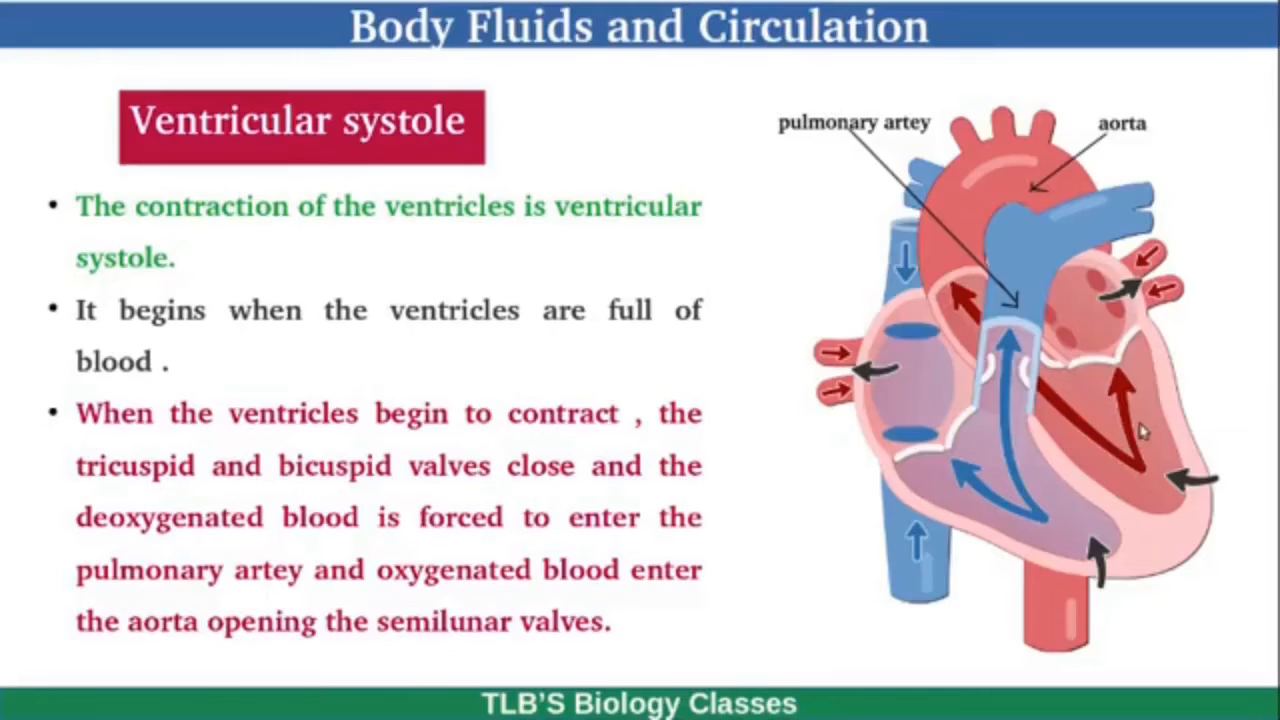 Body Fluids and Circulation
Ventricular systole
pulmonary artey
aorta
• The contraction of the ventricles is ventricular
systole.
• It begins when the ventricles are full of
blood .
• When the ventricles begin to contract , the
tricuspid and bicuspid valves close and the
deoxygenated blood is forced to enter the
pulmonary artey and oxygenated blood enter
the aorta opening the semilunar valves.
TLB'S Biology Classes